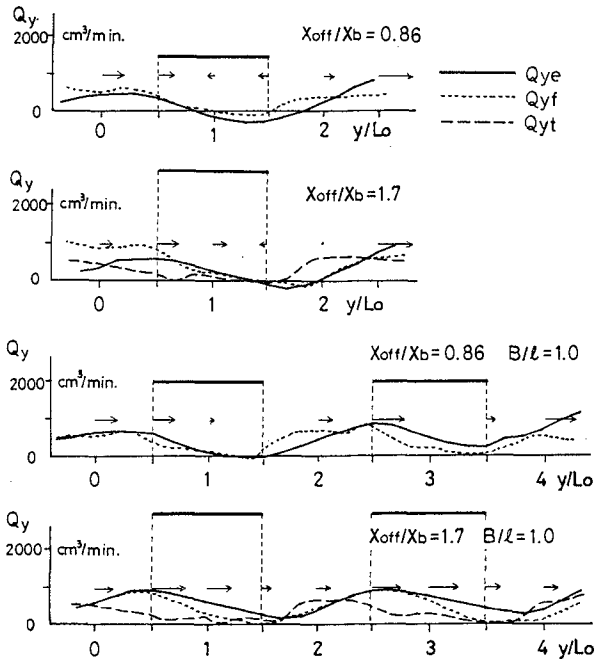 Qy
cm³/min.
Xoff/Xb = 0.86
2000
0
0 1 2 y/Lo
Qye
Qyf
Qyt
Qy
cm³/min.
Xoff/Xb = 1.7
2000
0
0 1 2 y/Lo
Qy
Xoff/Xb = 0.86 B/ℓ = 1.0
cm³/min.
2000
0
0 1 2 3 4 y/Lo
Qy
Xoff/Xb = 1.7 B/ℓ = 1.0
cm³/min.
2000
0
0 1 2 3 4 y/Lo